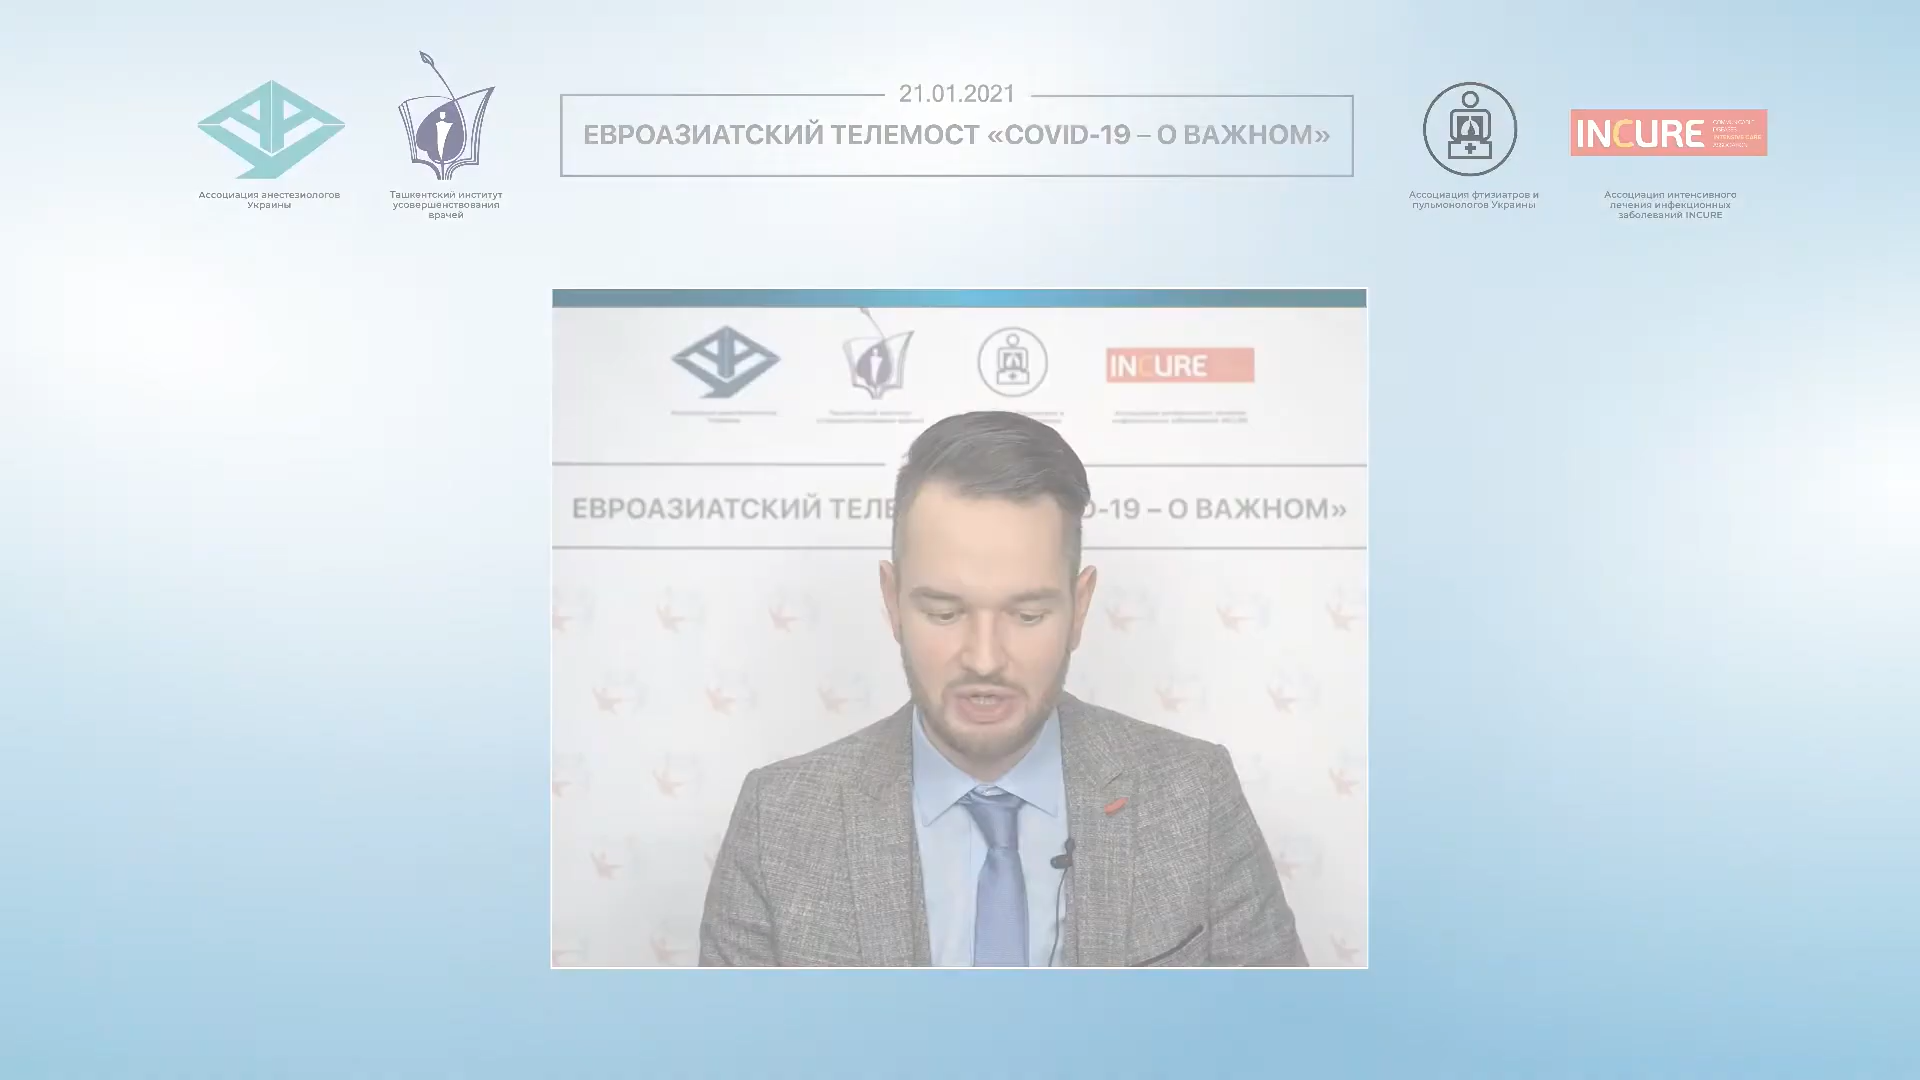 21.01.2021
ЕВРОАЗИАТСКИЙ ТЕЛЕМОСТ «COVID-19 – О ВАЖНОМ»
Ассоциация анестезиологов
Украины
Ташкентский институт
усовершенствования
врачей
Ассоциация фтизиатров и
пульмонологов Украины
INCURE
Ассоциация интенсивного
лечения инфекционных
заболеваний INCURE
INCURE
ЕВРОАЗИАТСКИЙ ТЕЛЕ D-19 – О ВАЖНОМ»